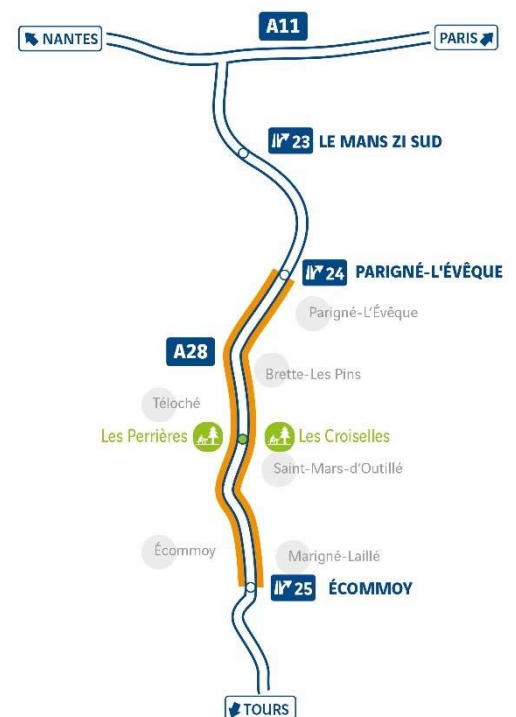 A11
NANTES
PARIS
23 LE MANS ZI SUD
24 PARIGNÉ-L'ÉVÊQUE
Parigné-L'Évêque
A28
Brette-Les Pins
Téloché
Les Perrières
Les Croiselles
Saint-Mars-d'Outillé
Écommoy
Marigné-Laillé
25 ÉCOMMOY
TOURS